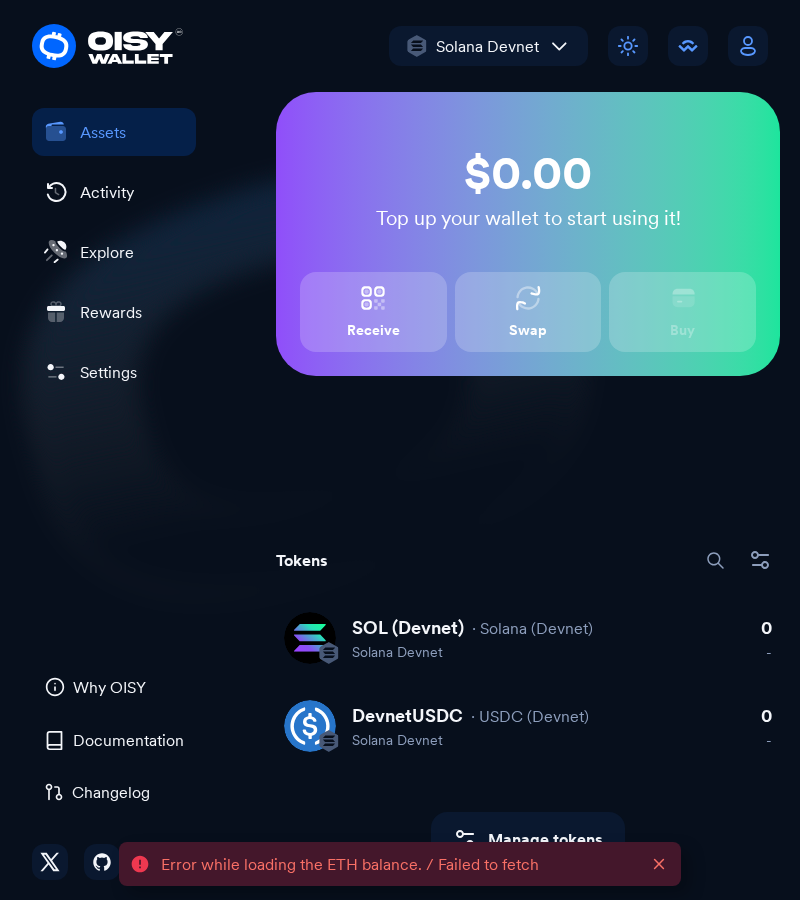 OISY
WALLET
Solana Devnet
Assets
Activity
Explore
Rewards
Settings
$0.00
Top up your wallet to start using it!
Receive
Swap
Buy
Tokens
SOL (Devnet) · Solana (Devnet)
0
Solana Devnet
-
DevnetUSDC · USDC (Devnet)
0
Solana Devnet
-
Why OISY
Documentation
Changelog
Manage tokens
Error while loading the ETH balance. / Failed to fetch